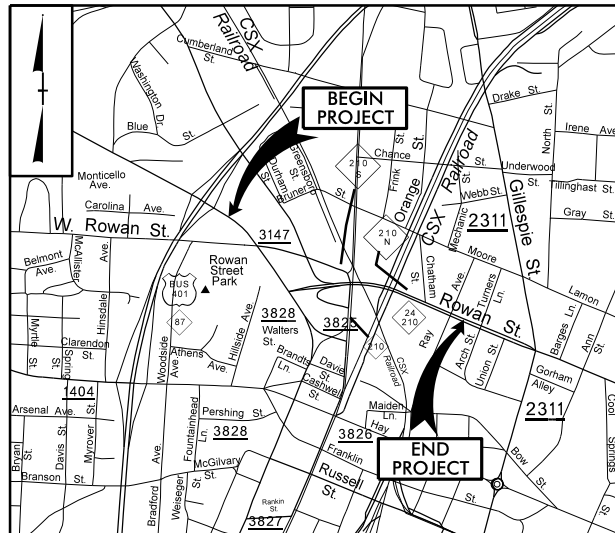 CSX
Railroad
Cumberland
St.
Washington
Dr.
Blue
St.
BEGIN
PROJECT
Drake St.
North
St.
Irene Ave.
Greensboro
St.
Durham
St.
Bruner
St.
210
S
Chance
Frink
St.
Orange St.
CSX Railroad
Underwood
Webb St.
Mechanic
St.
Tillinghast St.
Gray St.
Gillespie St.
2311
Monticello
Ave.
Carolina Ave.
W. Rowan St.
3147
210
N
Moore
Belmont
Ave.
McAllister
Hinsdale
Ave.
Rowan
Street
Park
BUS
401
87
Chatham
Ave
Turners
Ln.
Lamon
Rowan St.
24
210
Ray
Arch St.
Union St.
Barges Ln.
Ann
St.
Myrtle
St.
Clarendon
Spring
St.
St.
Woodside
Ave.
Athens
Ave.
Hillside Ave.
3828
Walters
St.
3825
Brandts
Ln.
Davie
St.
Cashwell
St.
210
CSX
Railroad
Gorham
Alley
1404
Arsenal Ave.
Pershing St.
Fountainhead
Ln.
3828
Maiden
Ln.
Hay
3826
2311
Cool
Springs
Bryan
St.
Davis St.
Myrover
St.
McGilvary
St.
Franklin
END
PROJECT
Bow
St.
Branson St.
Bradford Ave.
Weiseger
St.
Russell
St.
St.
Rankin St.
3827